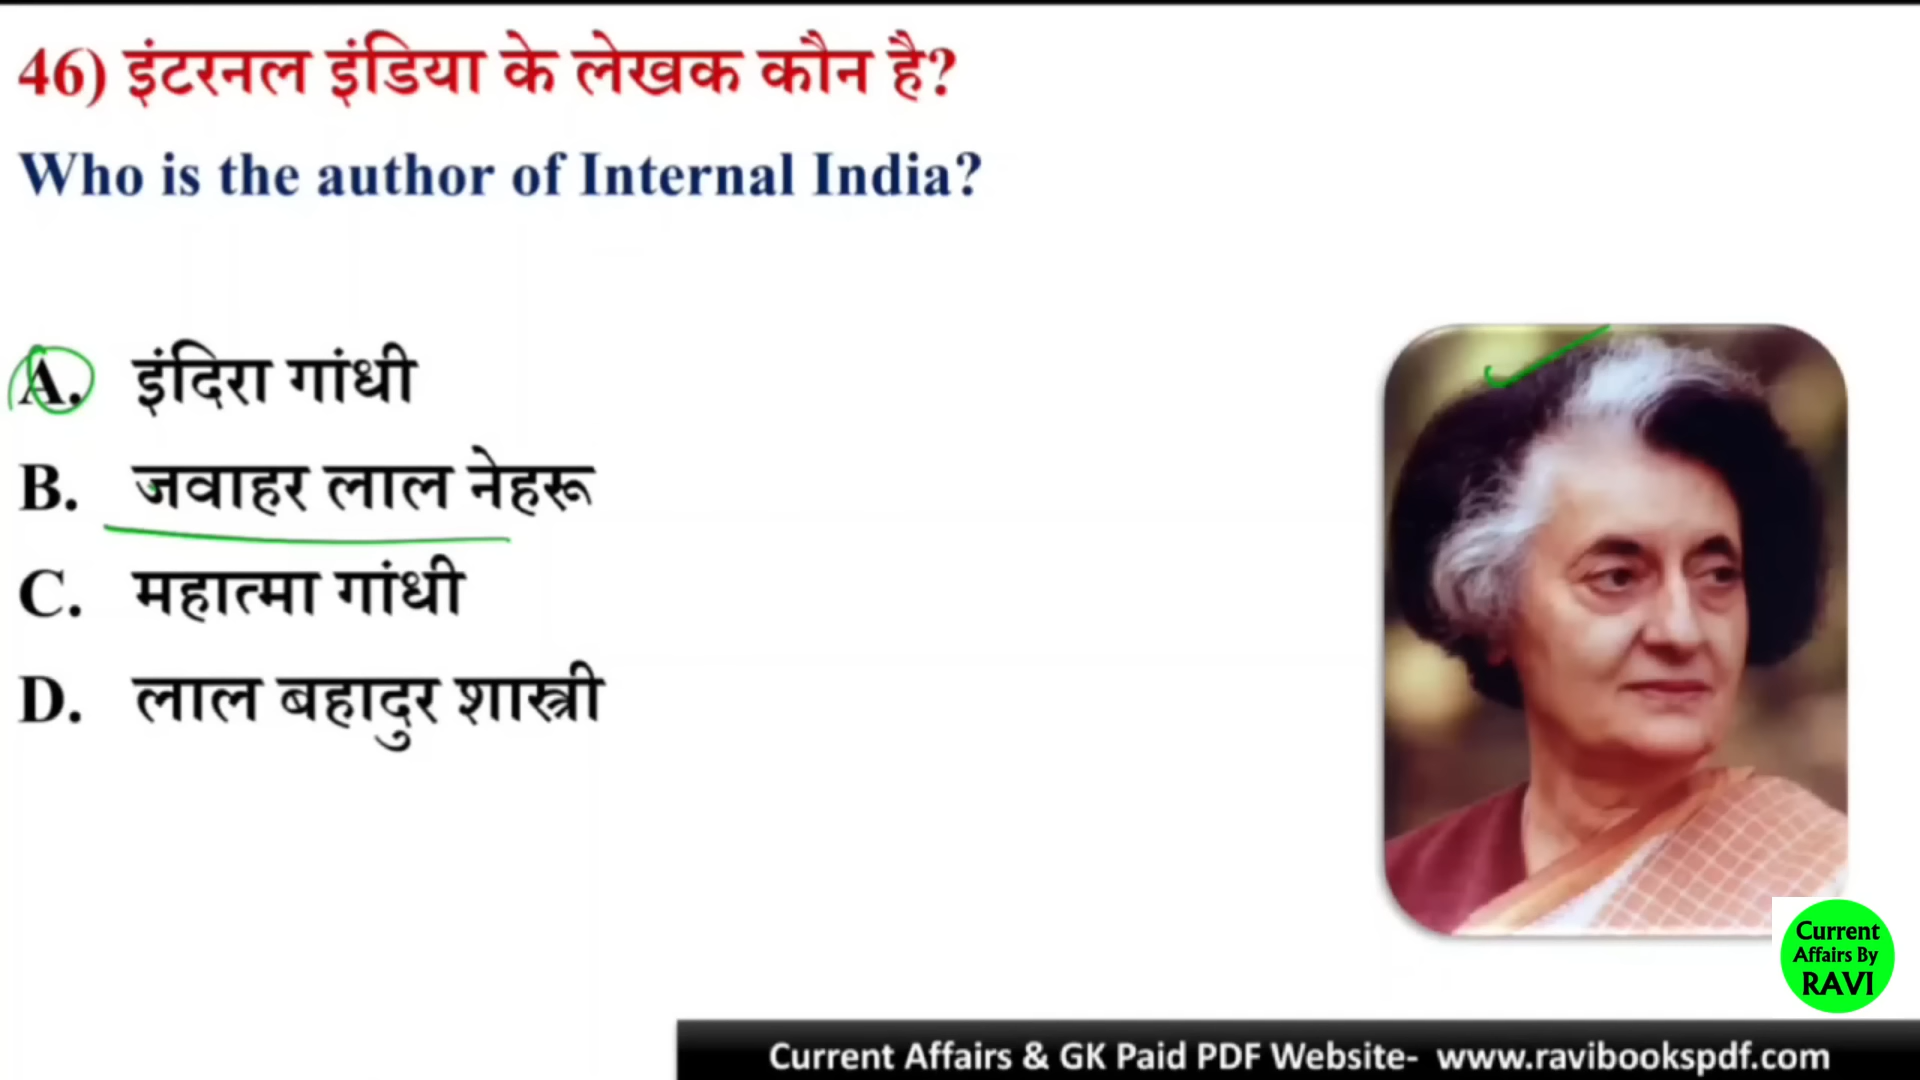 46) इंटरनल इंडिया के लेखक कौन है?
Who is the author of Internal India?
A. इंदिरा गांधी
B. जवाहर लाल नेहरू
C. महात्मा गांधी
D. लाल बहादुर शास्त्री
Current
Affairs By
RAVI
Current Affairs & GK Paid PDF Website- www.ravibookspdf.com